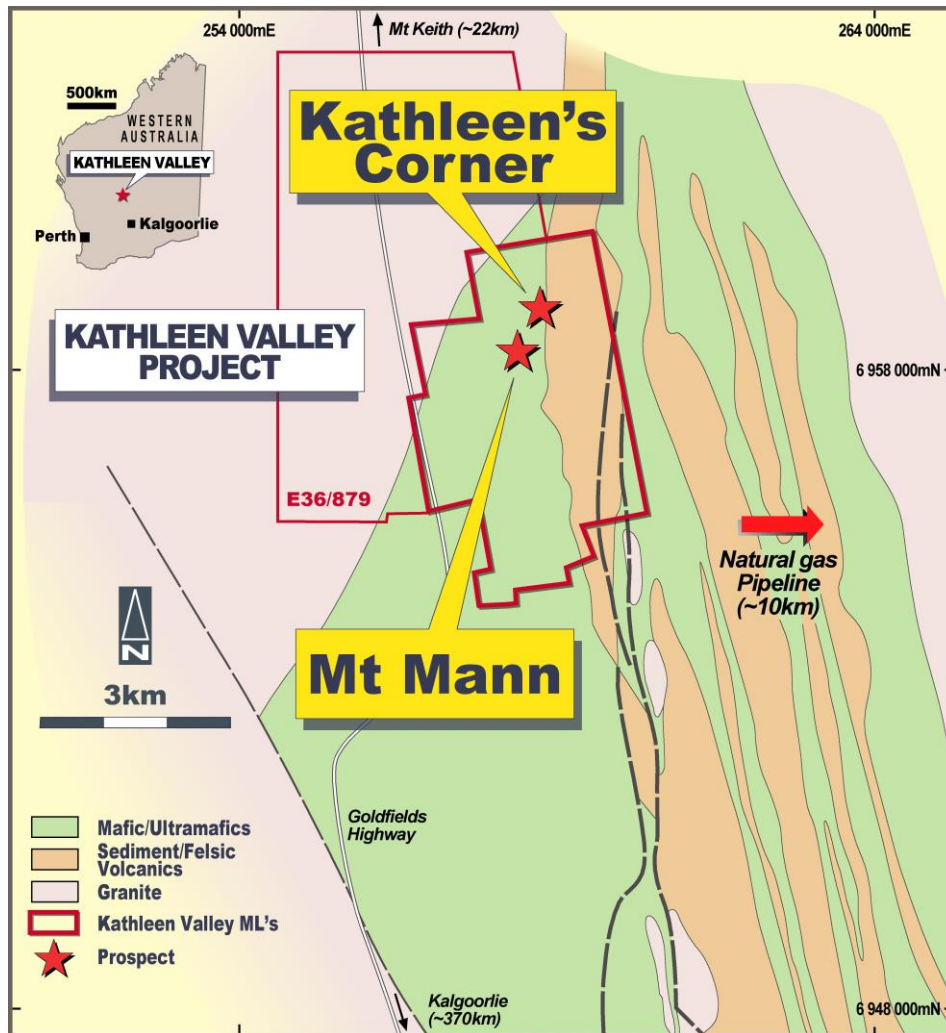 254 000mE
Mt Keith (~22km)
264 000mE
500km
WESTERN
AUSTRALIA
KATHLEEN VALLEY
Kalgoorlie
Perth
Kathleen's
Corner
KATHLEEN VALLEY
PROJECT
6 958 000mN
E36/879
Natural gas
Pipeline
(~10km)
N
3km
Mt Mann
Goldfields
Highway
Mafic/Ultramafics
Sediment/Felsic
Volcanics
Granite
Kathleen Valley ML's
Prospect
Kalgoorlie
(~370km)
6 948 000mN